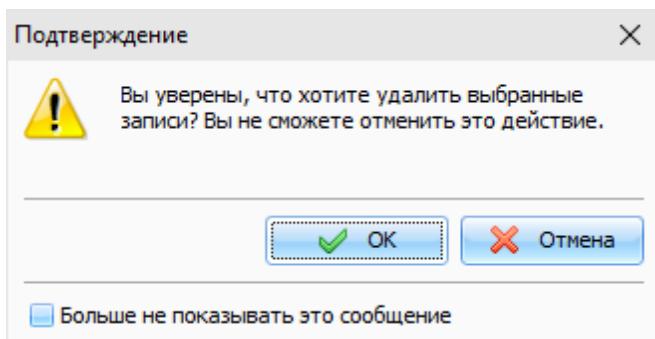 Подтверждение
Вы уверены, что хотите удалить выбранные
записи? Вы не сможете отменить это действие.
ОК
Отмена
Больше не показывать это сообщение